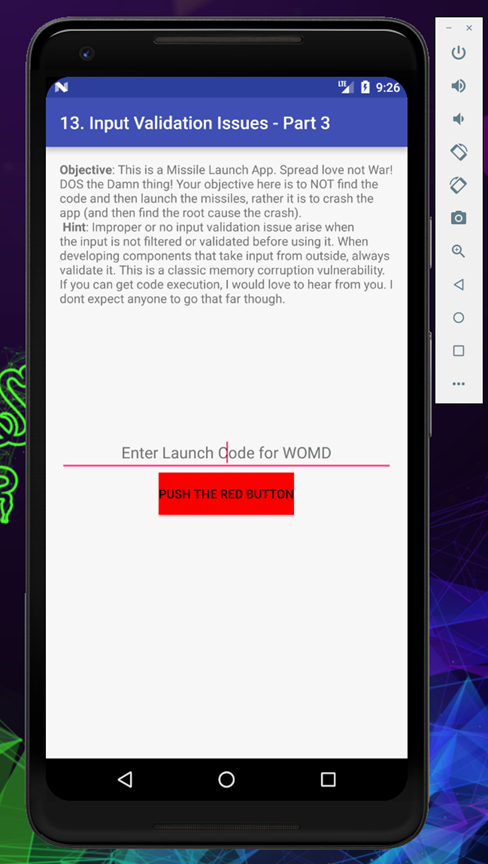 LTE 9:26
13. Input Validation Issues - Part 3
Objective: This is a Missile Launch App. Spread love not War!
DOS the Damn thing! Your objective here is to NOT find the
code and then launch the missiles, rather it is to crash the
app (and then find the root cause the crash).
Hint: Improper or no input validation issue arise when
the input is not filtered or validated before using it. When
developing components that take input from outside, always
validate it. This is a classic memory corruption vulnerability.
If you can get code execution, I would love to hear from you. I
dont expect anyone to go that far though.
Enter Launch Code for WOMD
PUSH THE RED BUTTON